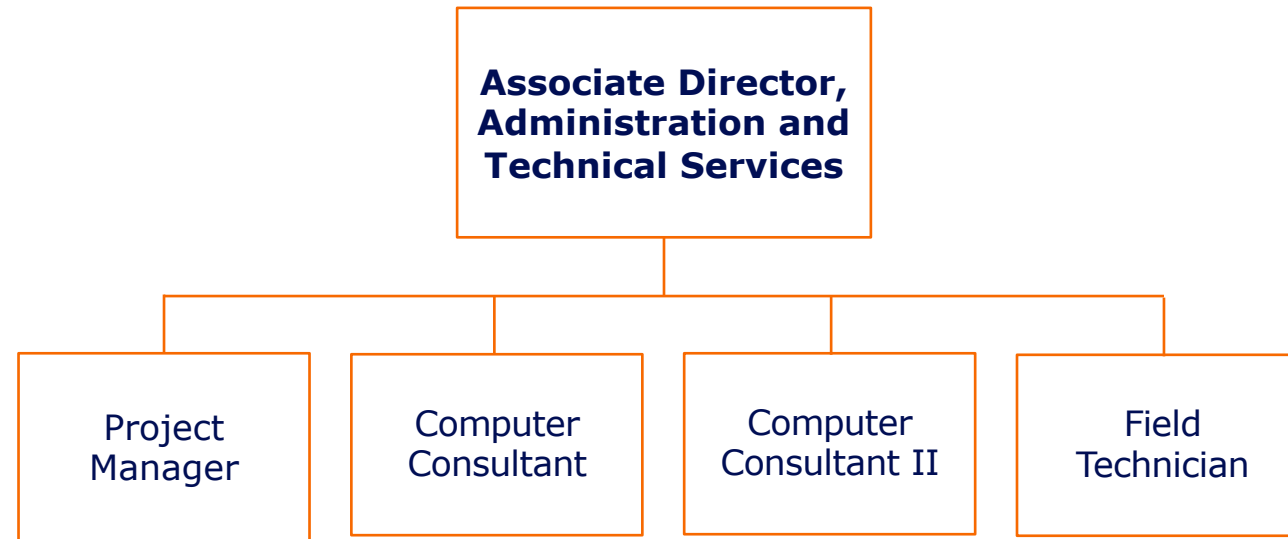 Associate Director,
Administration and
Technical Services
Project
Manager
Computer
Consultant
Computer
Consultant II
Field
Technician